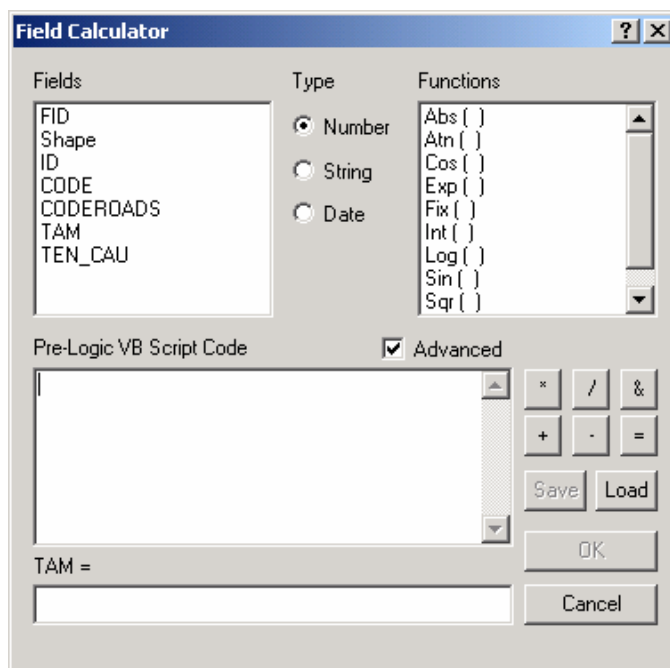 Field Calculator
Fields
Type
Functions
FID
Shape
ID
CODE
CODEROADS
TAM
TEN_CAU
Number
String
Date
Abs ( )
Atn ( )
Cos ( )
Exp ( )
Fix ( )
Int ( )
Log ( )
Sin ( )
Sqr ( )
Pre-Logic VB Script Code
Advanced
* / &
+ - =
Save Load
OK
TAM =
Cancel